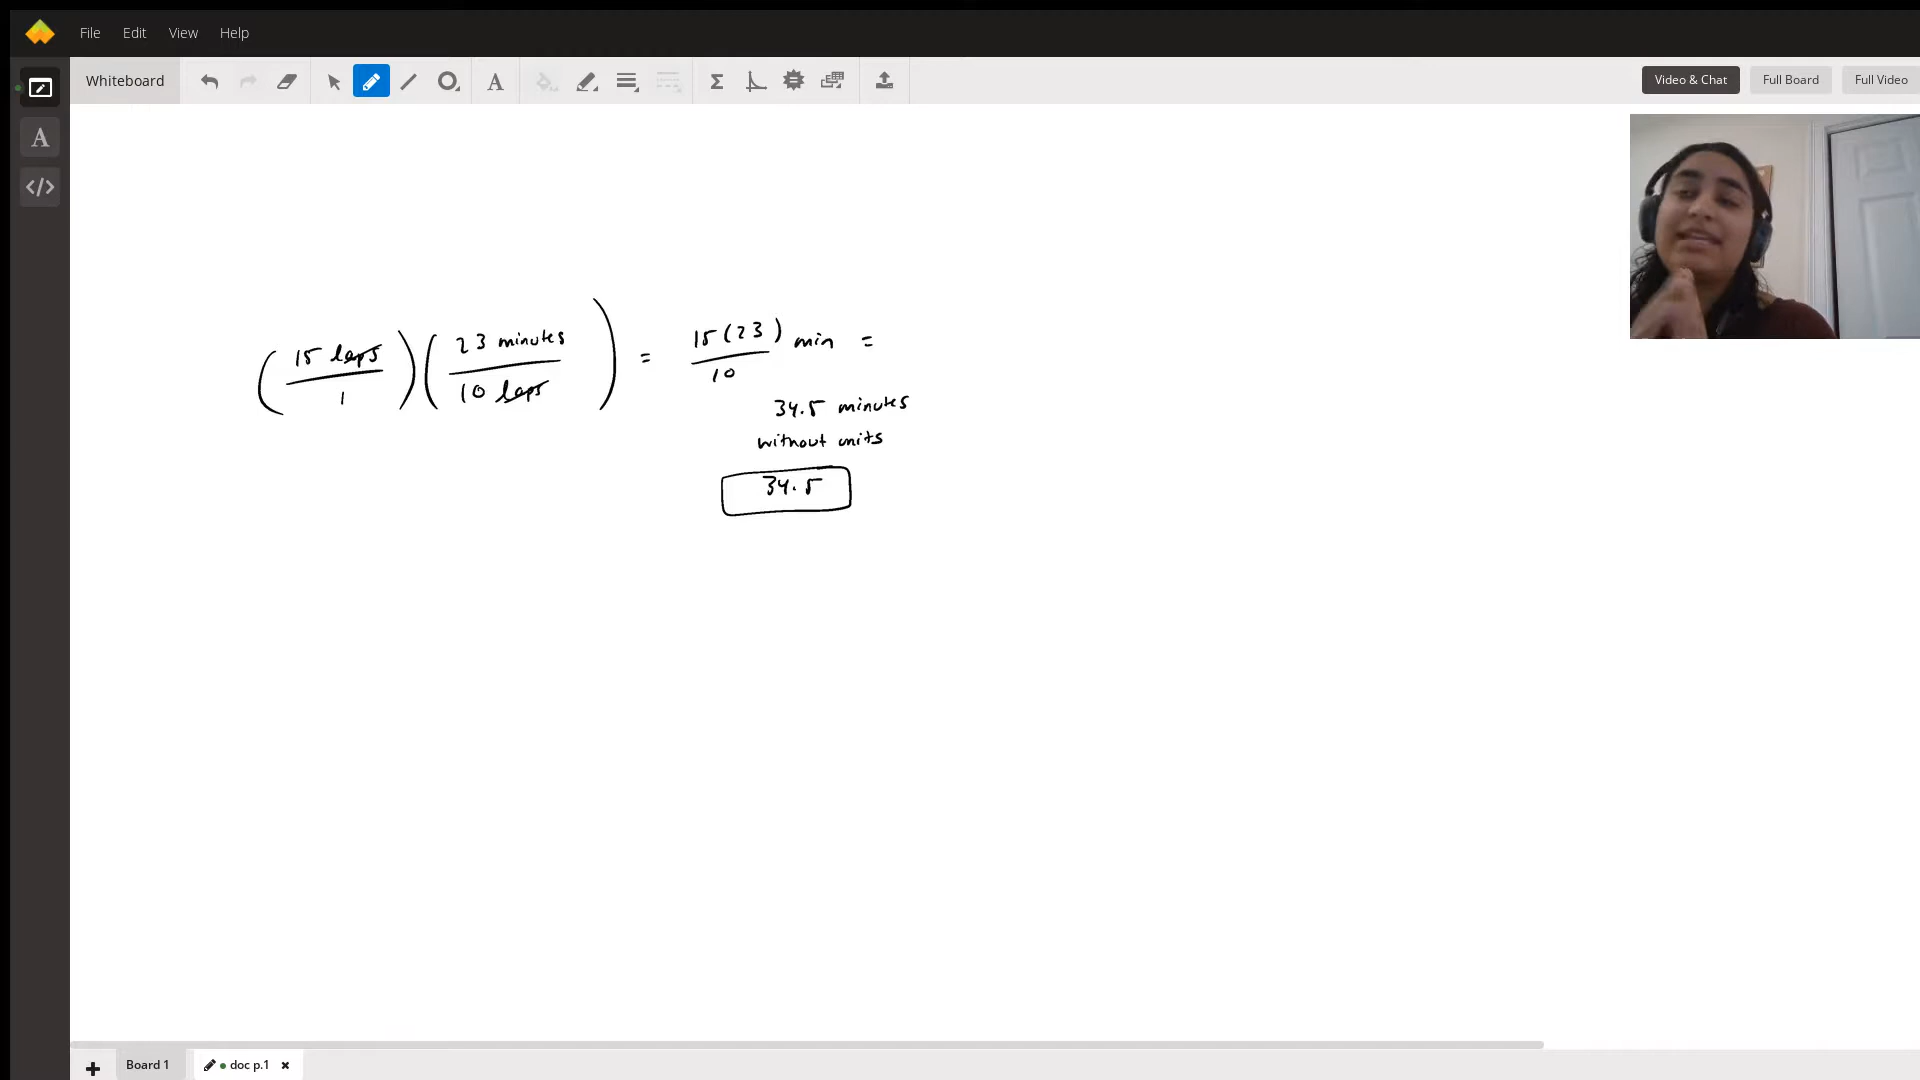 File Edit View Help
Whiteboard
Video & Chat Full Board Full Video
(15 laps / 1)(23 minutes / 10 laps) = 15(23) / 10 min =
34.5 minutes
without units
34.5
Board 1 doc p.1